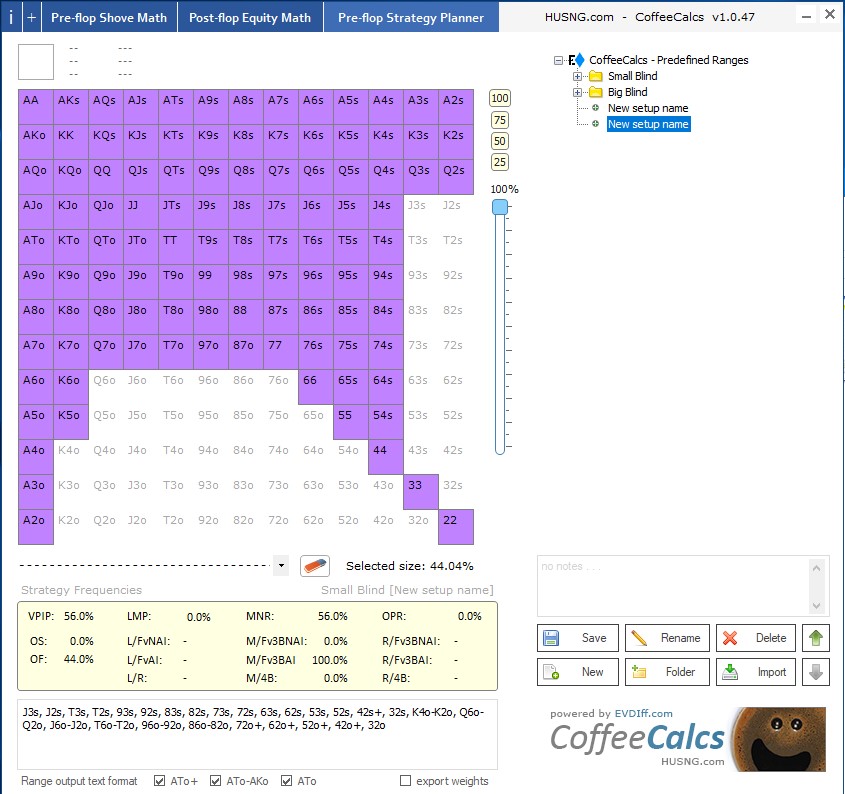 i + Pre-flop Shove Math Post-flop Equity Math Pre-flop Strategy Planner HUSNG.com - CoffeeCalcs v1.0.47
-- ---
-- ---
-- ---
CoffeeCalcs - Predefined Ranges
Small Blind
Big Blind
New setup name
New setup name
AA AKs AQs AJs ATs A9s A8s A7s A6s A5s A4s A3s A2s
AKo KK KQs KJs KTs K9s K8s K7s K6s K5s K4s K3s K2s
AQo KQo QQ QJs QTs Q9s Q8s Q7s Q6s Q5s Q4s Q3s Q2s
AJo KJo QJo JJ JTs J9s J8s J7s J6s J5s J4s J3s J2s
ATo KTo QTo JTo TT T9s T8s T7s T6s T5s T4s T3s T2s
A9o K9o Q9o J9o T9o 99 98s 97s 96s 95s 94s 93s 92s
A8o K8o Q8o J8o T8o 98o 88 87s 86s 85s 84s 83s 82s
A7o K7o Q7o J7o T7o 97o 87o 77 76s 75s 74s 73s 72s
A6o K6o Q6o J6o T6o 96o 86o 76o 66 65s 64s 63s 62s
A5o K5o Q5o J5o T5o 95o 85o 75o 65o 55 54s 53s 52s
A4o K4o Q4o J4o T4o 94o 84o 74o 64o 54o 44 43s 42s
A3o K3o Q3o J3o T3o 93o 83o 73o 63o 53o 43o 33 32s
A2o K2o Q2o J2o T2o 92o 82o 72o 62o 52o 42o 32o 22
100
75
50
25
100%
Selected size: 44.04%
Strategy Frequencies Small Blind [New setup name]
VPIP: 56.0% LMP: 0.0% MNR: 56.0% OPR: 0.0%
OS: 0.0% L/FvNAI: - M/Fv3BNAI: 0.0% R/Fv3BNAI: -
OF: 44.0% L/FvAI: - M/Fv3BAI 100.0% R/Fv3BAI: -
L/R: - M/4B: 0.0% R/4B: -
J3s, J2s, T3s, T2s, 93s, 92s, 83s, 82s, 73s, 72s, 63s, 62s, 53s, 52s, 42s+, 32s, K4o-K2o, Q6o-
Q2o, J6o-J2o, T6o-T2o, 96o-92o, 86o-82o, 72o+, 62o+, 52o+, 42o+, 32o
Range output text format ATo+ ATo-AKo ATo export weights
no notes . . .
Save Rename Delete
New Folder Import
powered by EVDIff.com
CoffeeCalcs
HUSNG.com